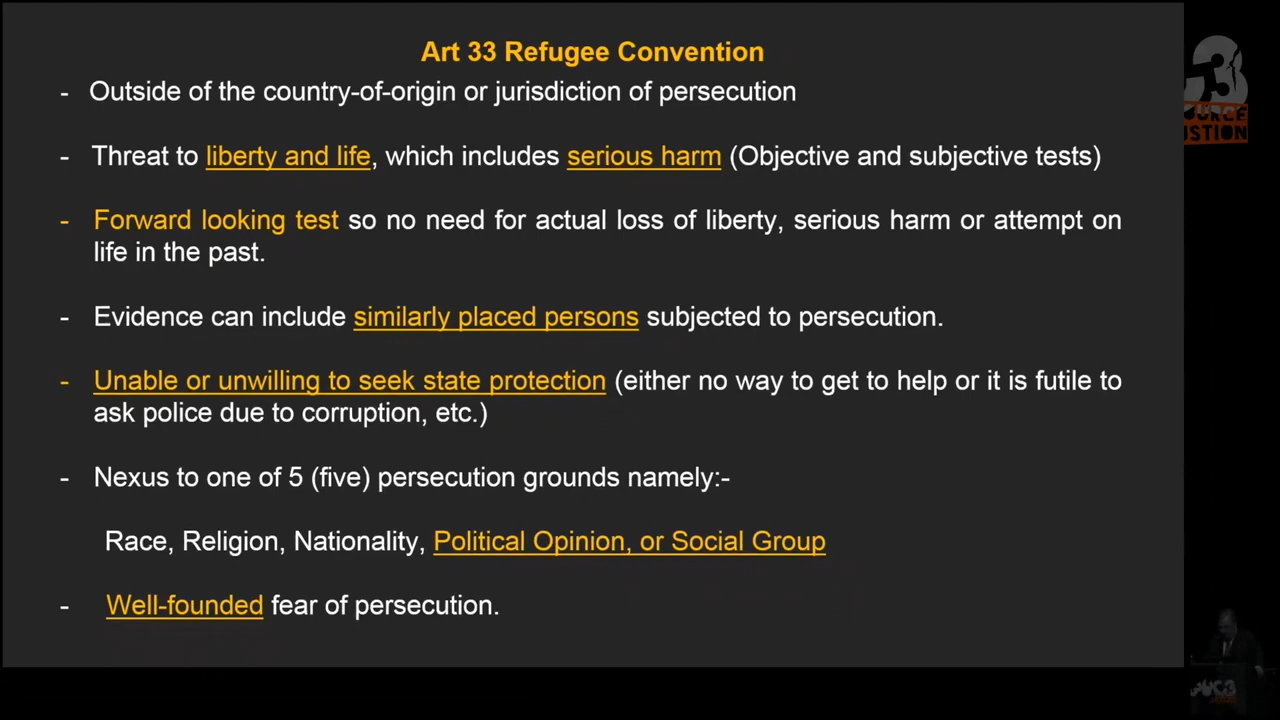 Art 33 Refugee Convention
- Outside of the country-of-origin or jurisdiction of persecution
- Threat to liberty and life, which includes serious harm (Objective and subjective tests)
- Forward looking test so no need for actual loss of liberty, serious harm or attempt on
life in the past.
- Evidence can include similarly placed persons subjected to persecution.
- Unable or unwilling to seek state protection (either no way to get to help or it is futile to
ask police due to corruption, etc.)
- Nexus to one of 5 (five) persecution grounds namely:-
Race, Religion, Nationality, Political Opinion, or Social Group
- Well-founded fear of persecution.